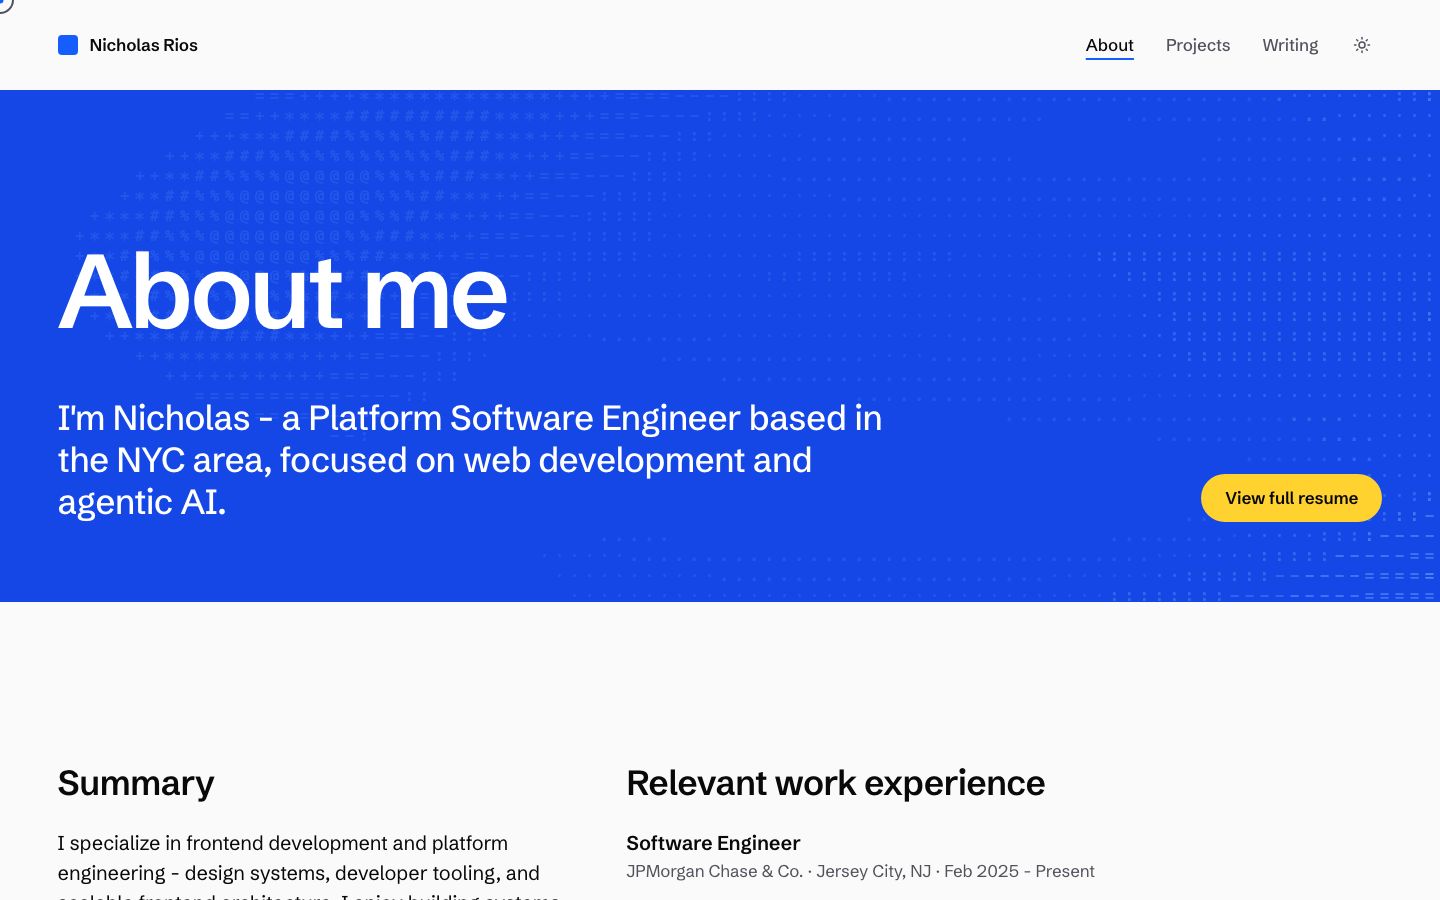 Nicholas Rios
About Projects Writing
About me
I'm Nicholas - a Platform Software Engineer based in
the NYC area, focused on web development and
agentic AI.
View full resume
Summary
I specialize in frontend development and platform
engineering - design systems, developer tooling, and
Relevant work experience
Software Engineer
JPMorgan Chase & Co. · Jersey City, NJ · Feb 2025 - Present